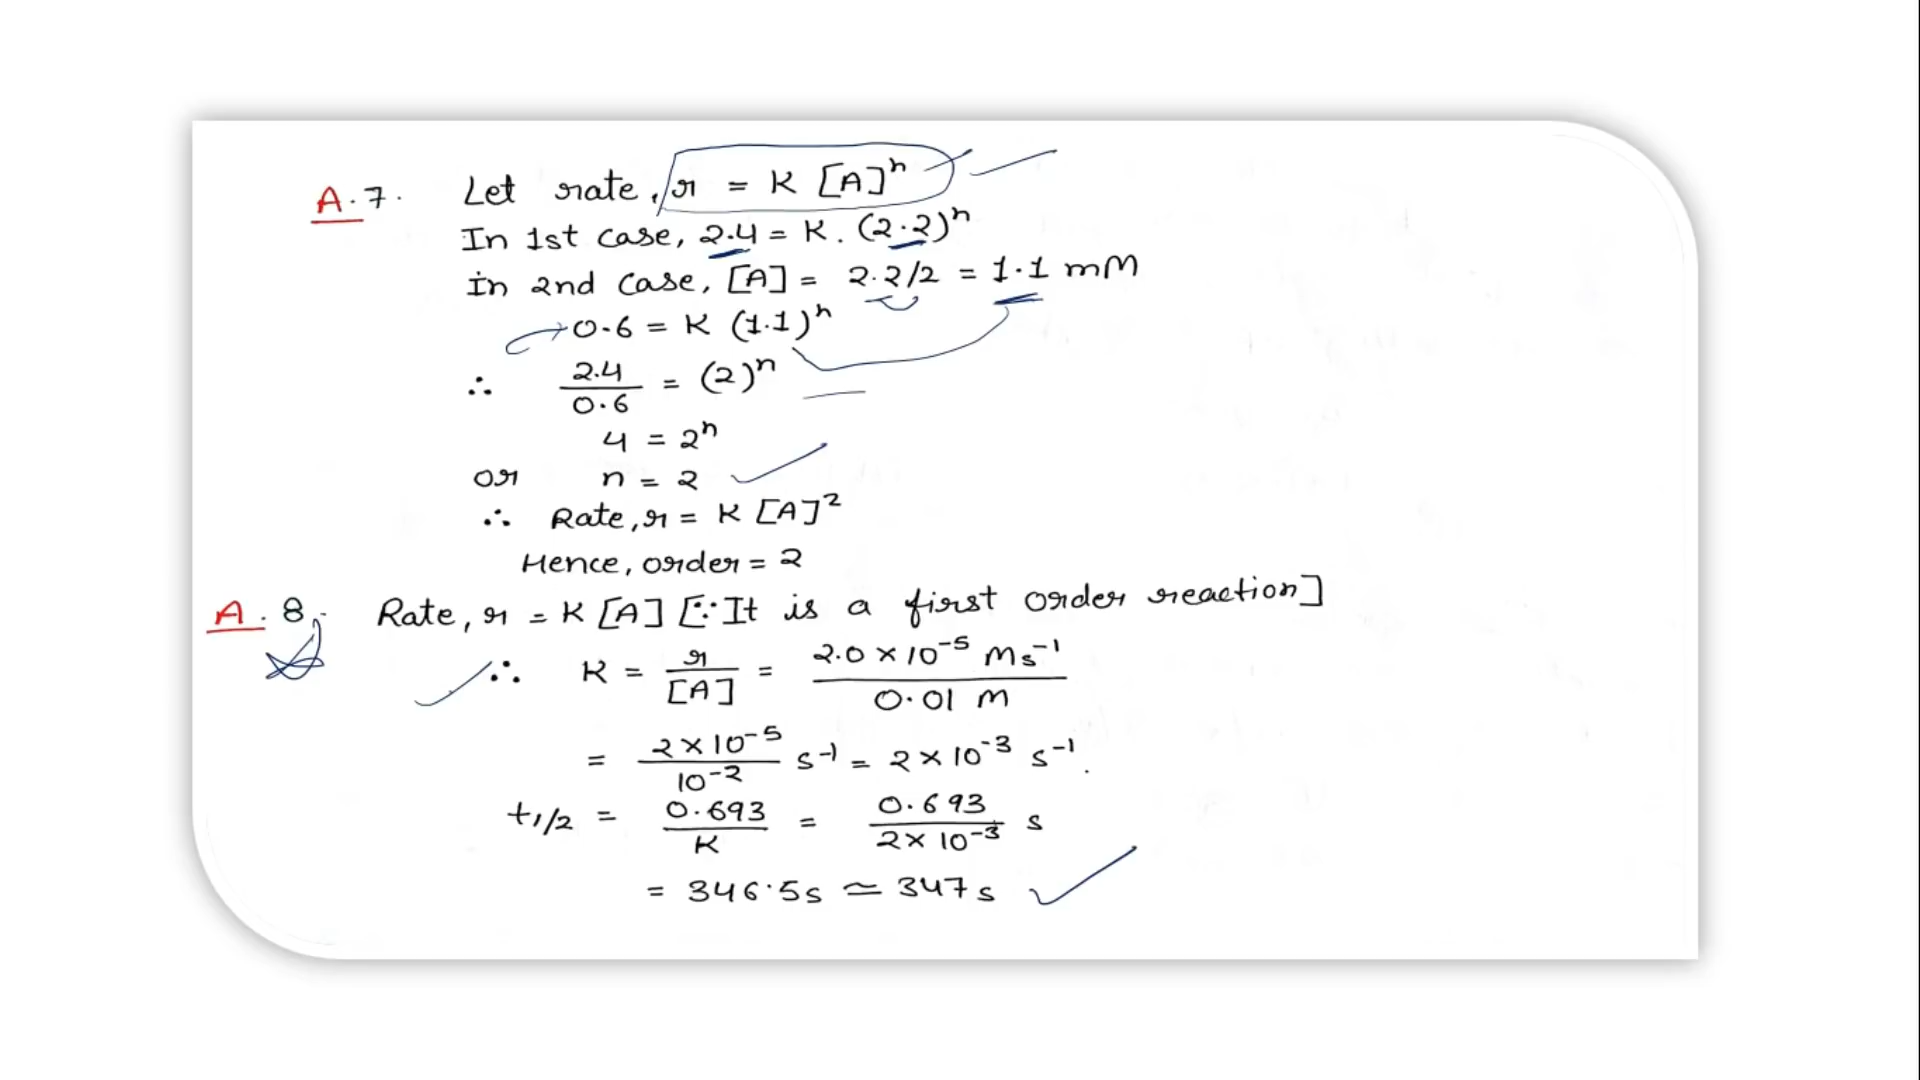 A.7. Let rate, r = K [A]ⁿ
In 1st case, 2.4 = K. (2.2)ⁿ
In 2nd case, [A] = 2.2/2 = 1.1 mM
0.6 = K (1.1)ⁿ
∴ 2.4/0.6 = (2)ⁿ
4 = 2ⁿ
or n = 2
∴ Rate, r = K [A]²
Hence, order = 2
A.8. Rate, r = K [A] [∵ It is a first order reaction]
∴ K = r/[A] = 2.0 × 10⁻⁵ Ms⁻¹/0.01 M
= 2 × 10⁻⁵/10⁻² s⁻¹ = 2 × 10⁻³ s⁻¹.
t1/2 = 0.693/K = 0.693/2 × 10⁻³ s
= 346.5s ≃ 347 s